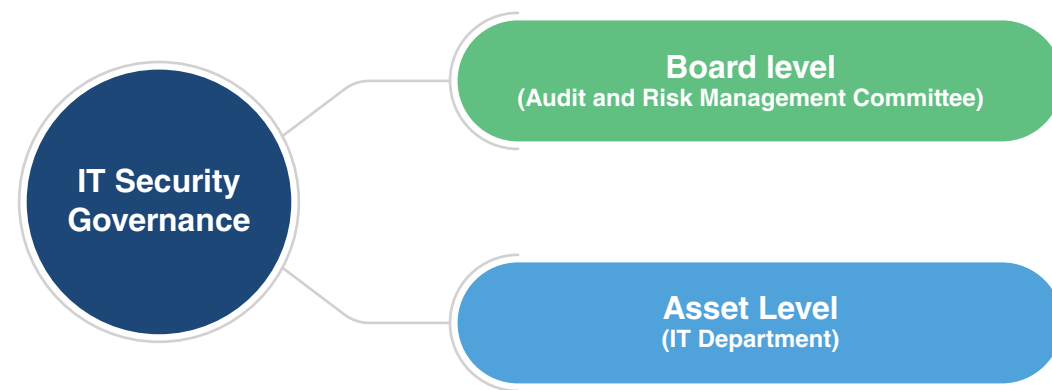 IT Security
Governance
Board level
(Audit and Risk Management Committee)
Asset Level
(IT Department)